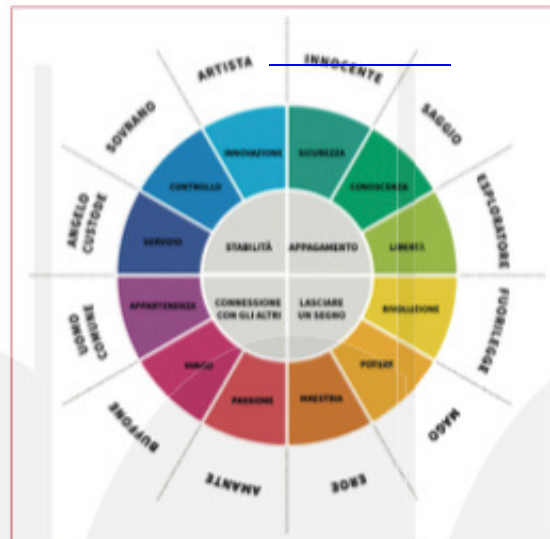 ARTISTA
INNOCENTE
SAGGIO
ESPLORATORE
FUORILEGGE
MAGO
EROE
AMANTE
BUFFONE
UOMO
COMUNE
ANGELO
CUSTODE
SOVRANO
INNOVAZIONE
SICUREZZA
CONOSCENZA
LIBERTÀ
RIVOLUZIONE
POTERE
MAESTRIA
PASSIONE
APPARTENENZA
SERVIZIO
CONTROLLO
STABILITÀ
APPAGAMENTO
CONNESSIONE
CON GLI ALTRI
LASCIARE
UN SEGNO